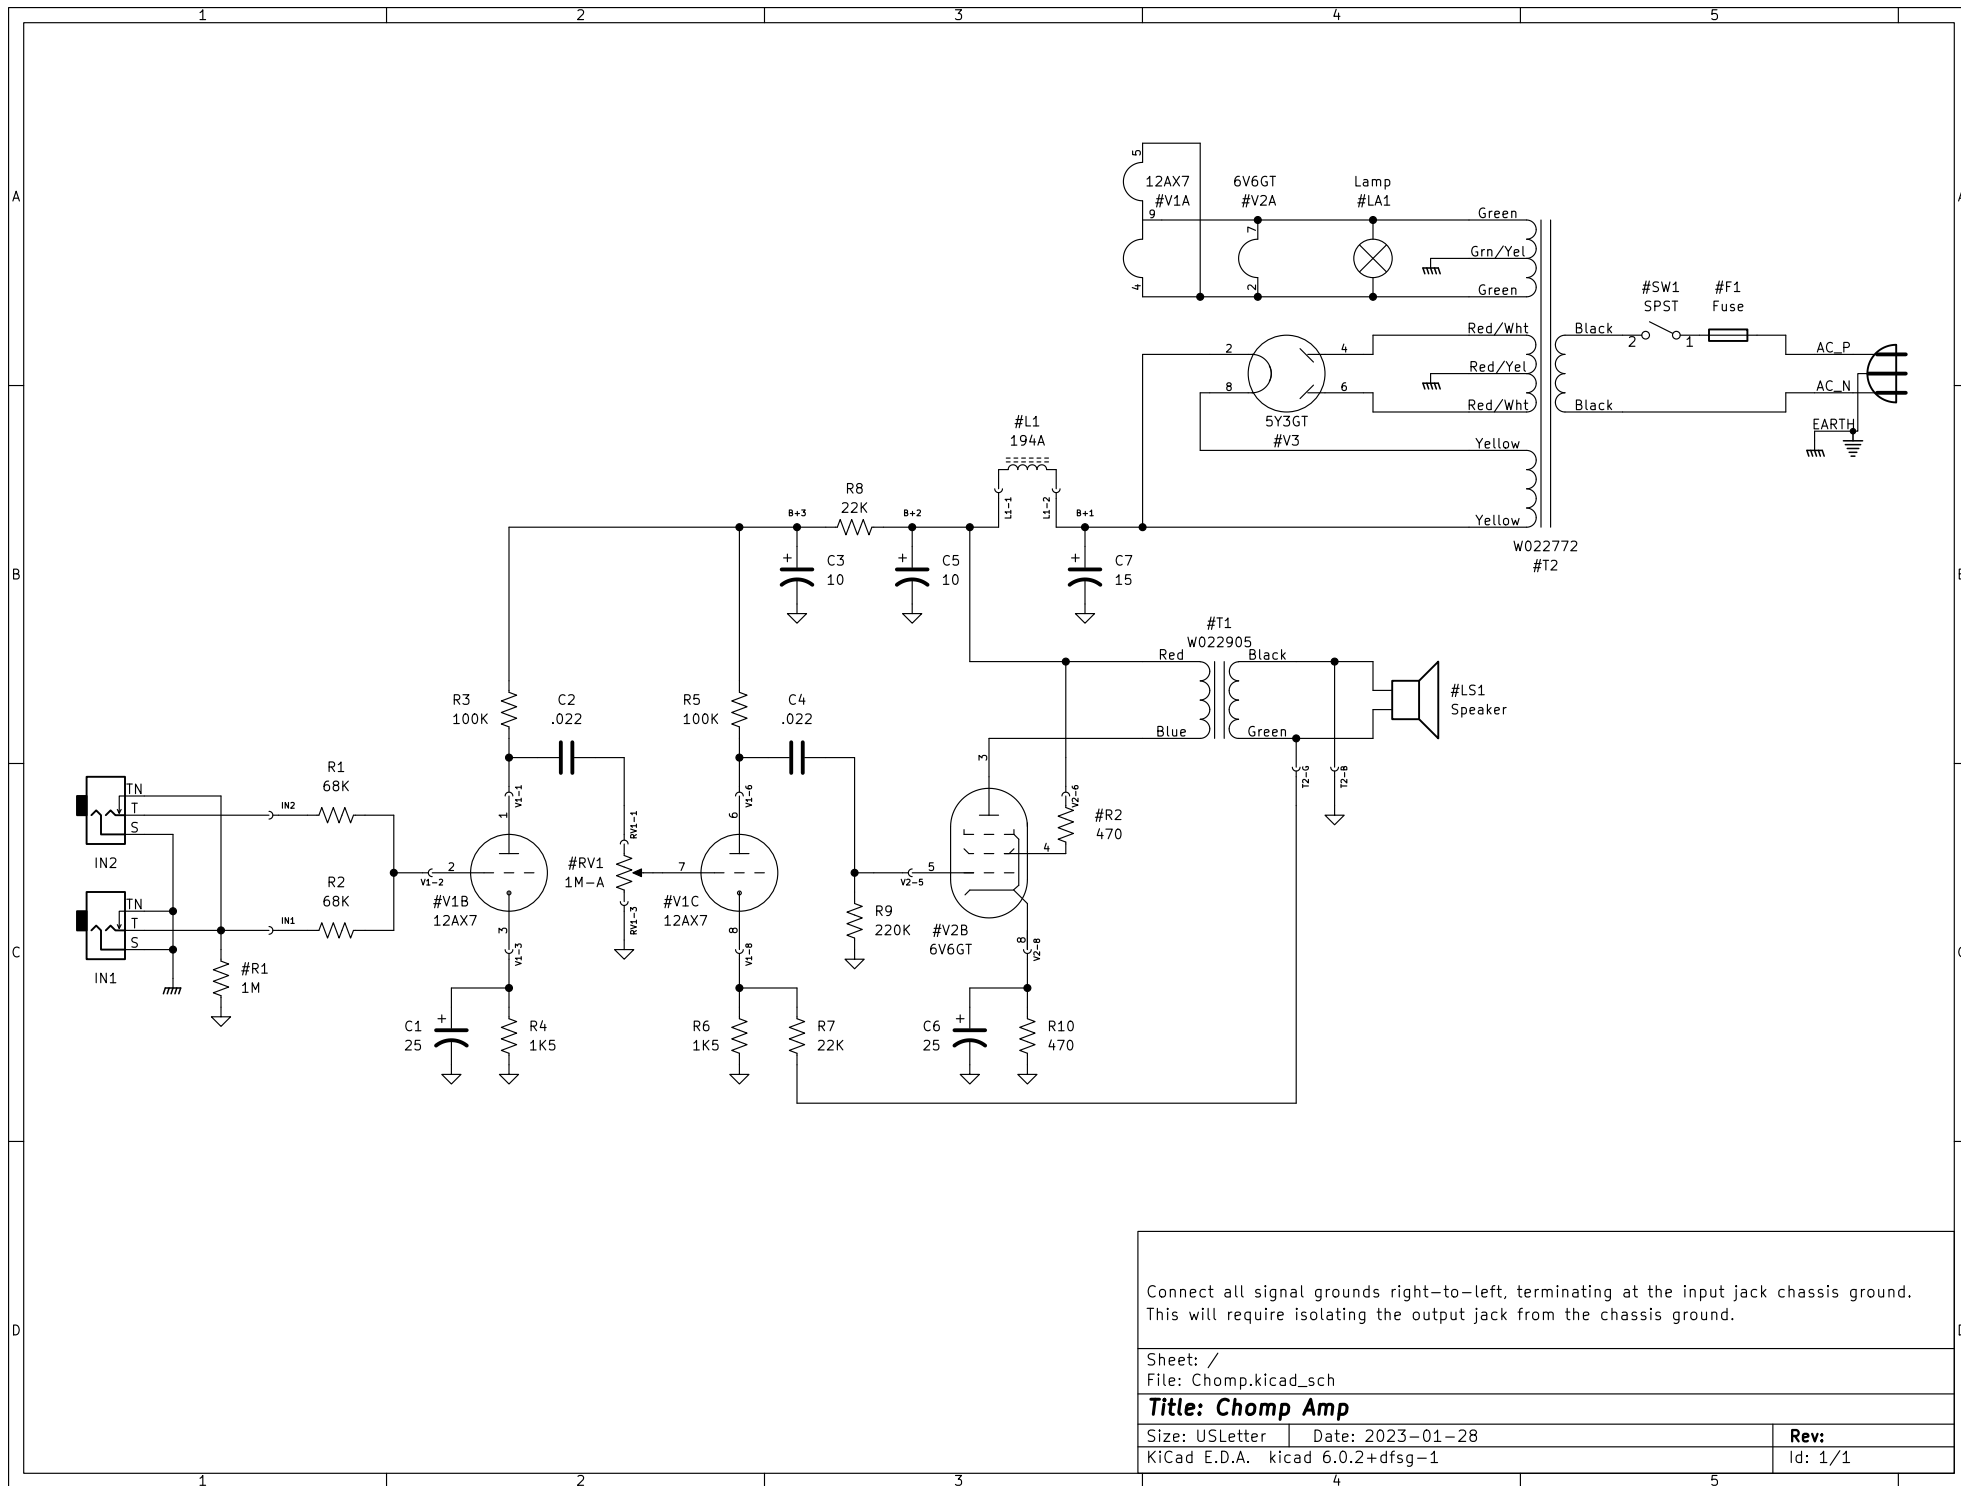 1 2 3 4 5
A
B
C
D
5
12AX7
#V1A
9
4
6V6GT
#V2A
7
2
Lamp
#LA1
Green
Grn/Yel
Green
Red/Wht
Red/Yel
Red/Wht
Yellow
Yellow
W022772
#T2
Black
Black
#SW1
SPST
2
1
#F1
Fuse
AC_P
AC_N
EARTH
2
8
4
6
5Y3GT
#V3
#L1
194A
L1-1
L1-2
B+3
R8
22K
B+2
B+1
C3
10
C5
10
C7
15
#T1
W022905
Red
Blue
Black
Green
#LS1
Speaker
T2-G
T2-B
R3
100K
C2
.022
R5
100K
C4
.022
TN
T
S
IN2
IN2
TN
T
S
IN1
IN1
#R1
1M
R1
68K
R2
68K
V1-2
2
V1-1
1
#V1B
12AX7
3
V1-3
C1
25
R4
1K5
RV1-1
#RV1
1M-A
RV1-3
7
V1-6
6
#V1C
12AX7
8
V1-8
R6
1K5
R7
22K
R9
220K
V2-5
5
3
4
V2-6
#R2
470
#V2B
6V6GT
8
V2-8
C6
25
R10
470
Connect all signal grounds right-to-left, terminating at the input jack chassis ground.
This will require isolating the output jack from the chassis ground.
Sheet: /
File: Chomp.kicad_sch
Title: Chomp Amp
Size: USLetter Date: 2023-01-28 Rev:
KiCad E.D.A. kicad 6.0.2+dfsg-1 Id: 1/1
A
B
C
D
1 2 3 4 5